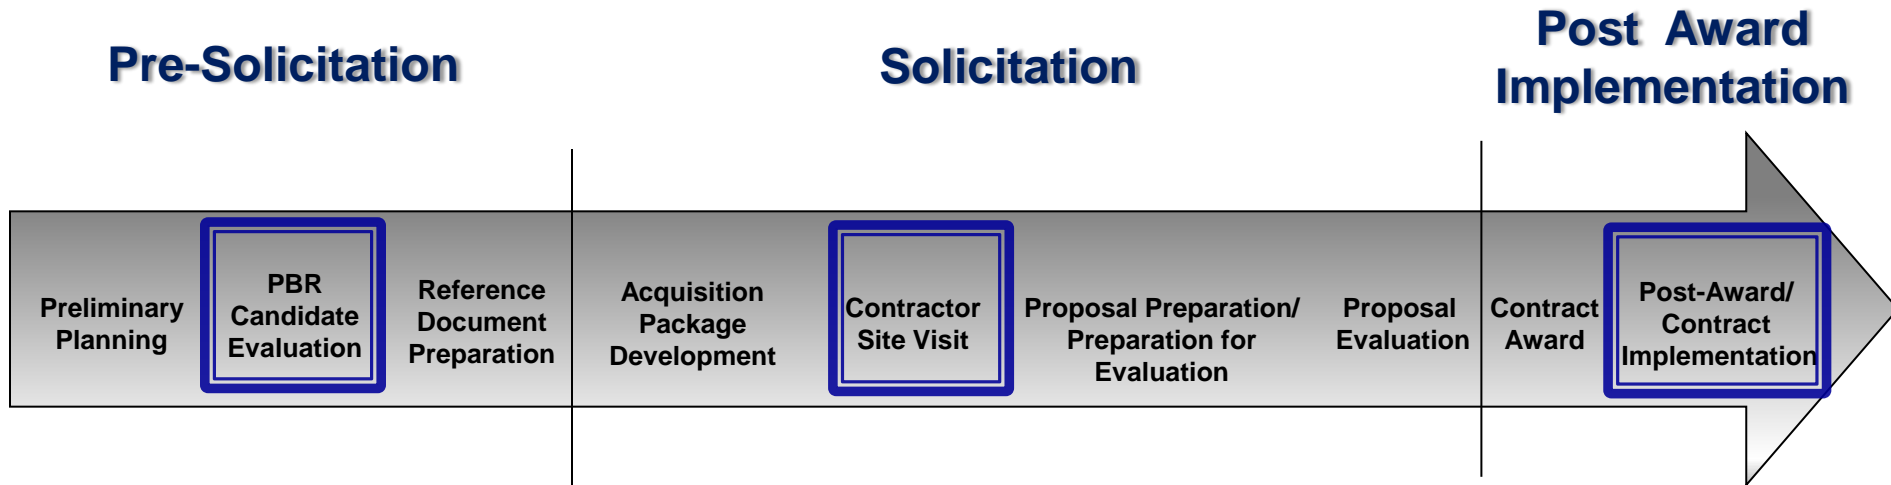 Pre-Solicitation
Solicitation
Post Award
Implementation
Preliminary
Planning
PBR
Candidate
Evaluation
Reference
Document
Preparation
Acquisition
Package
Development
Contractor
Site Visit
Proposal Preparation/
Preparation for
Evaluation
Proposal
Evaluation
Contract
Award
Post-Award/
Contract
Implementation